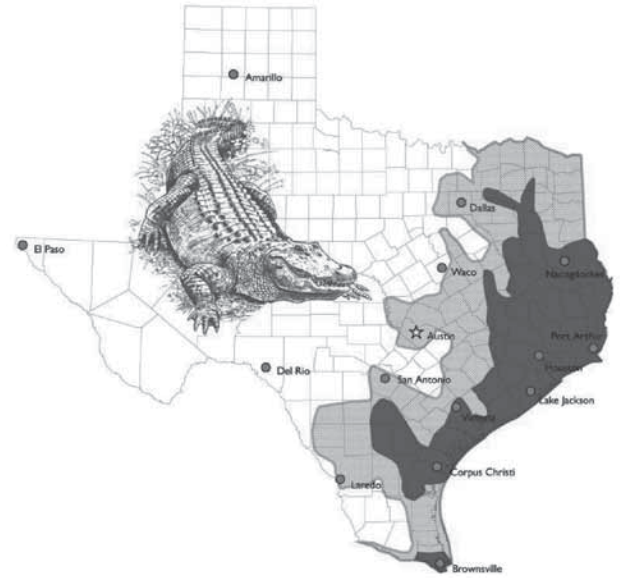 Amarillo
Dallas
El Paso
Waco
Nacogdoches
Austin
Port Arthur
Houston
Del Rio
San Antonio
Lake Jackson
Victoria
Corpus Christi
Laredo
Brownsville